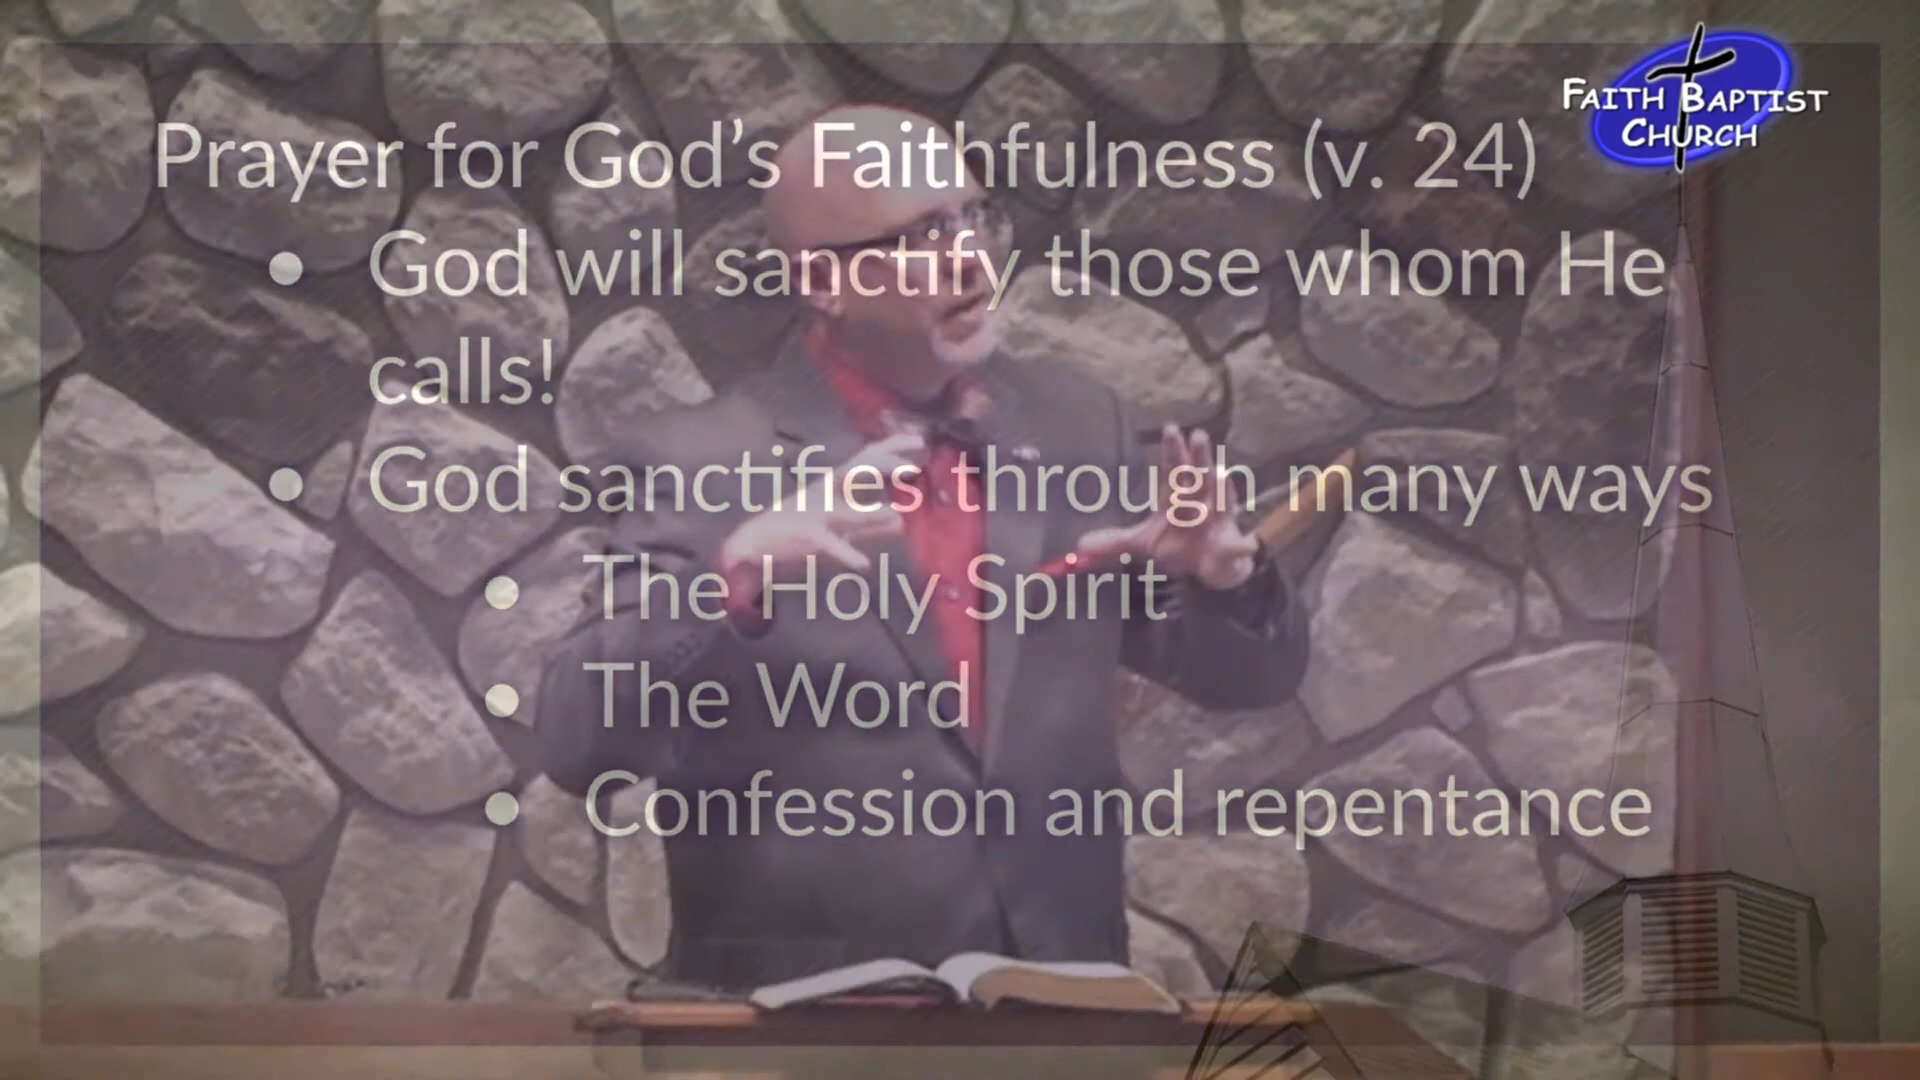 FAITH BAPTIST
CHURCH
Prayer for God’s Faithfulness (v. 24)
• God will sanctify those whom He
calls!
• God sanctifies through many ways
• The Holy Spirit
• The Word
• Confession and repentance